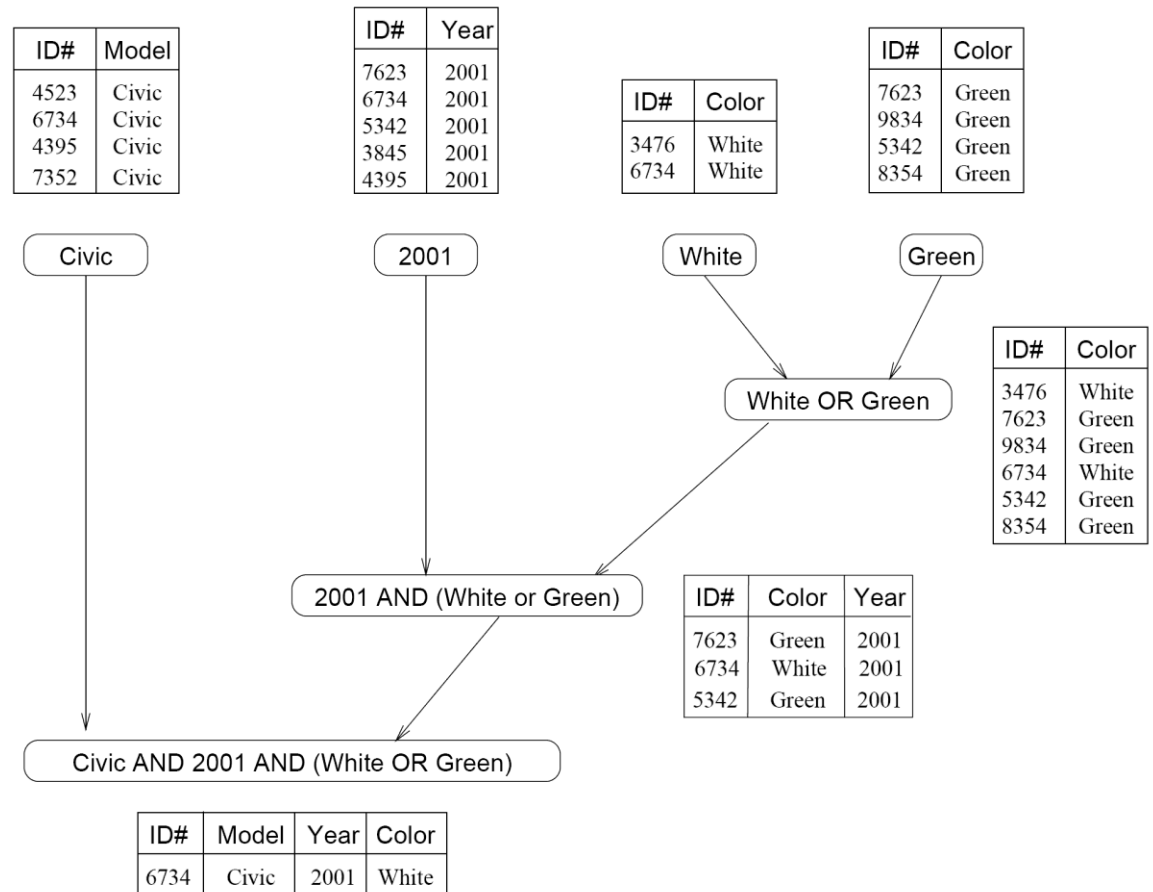 ID# Model
4523 Civic
6734 Civic
4395 Civic
7352 Civic
ID# Year
7623 2001
6734 2001
5342 2001
3845 2001
4395 2001
ID# Color
3476 White
6734 White
ID# Color
7623 Green
9834 Green
5342 Green
8354 Green
Civic
2001
White
Green
White OR Green
ID# Color
3476 White
7623 Green
9834 Green
6734 White
5342 Green
8354 Green
2001 AND (White or Green)
ID# Color Year
7623 Green 2001
6734 White 2001
5342 Green 2001
Civic AND 2001 AND (White OR Green)
ID# Model Year Color
6734 Civic 2001 White